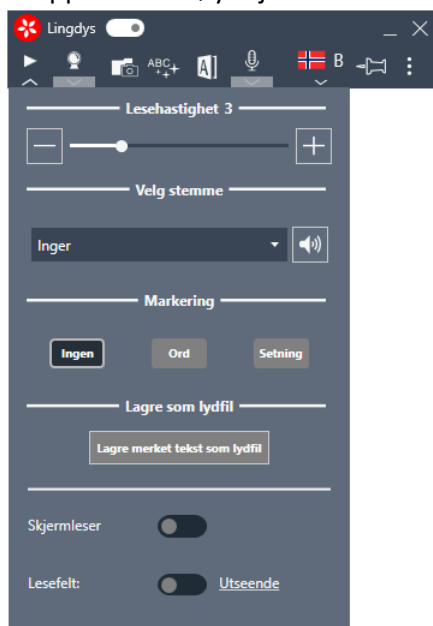 Lingdys
ABC
A
B
Lesehastighet 3
Velg stemme
Inger
Markering
Ingen Ord Setning
Lagre som lydfil
Lagre merket tekst som lydfil
Skjermleser
Lesefelt: Utseende